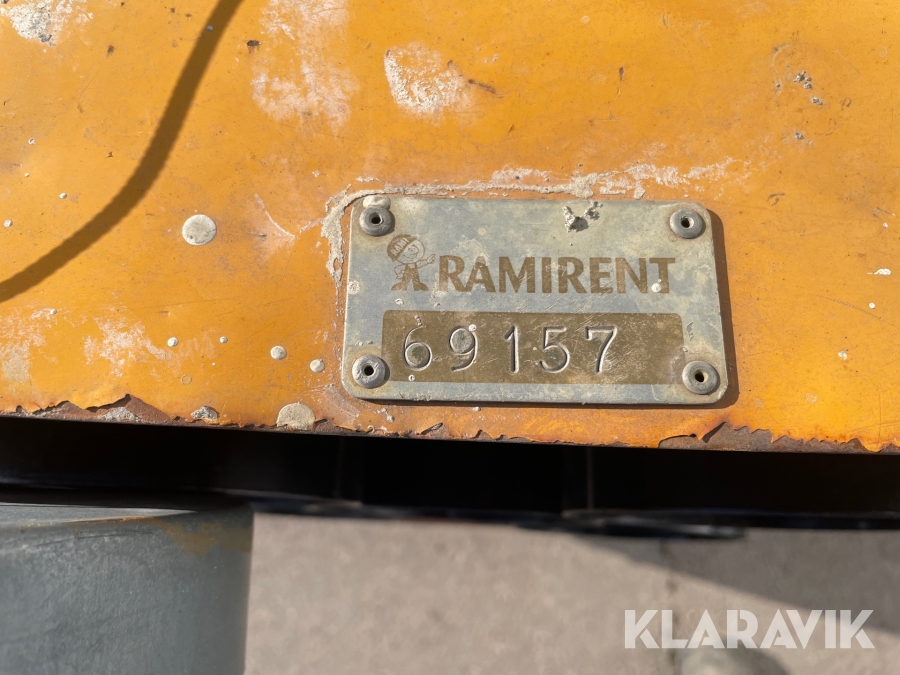 RAMIRENT
69157
KLARAVIK